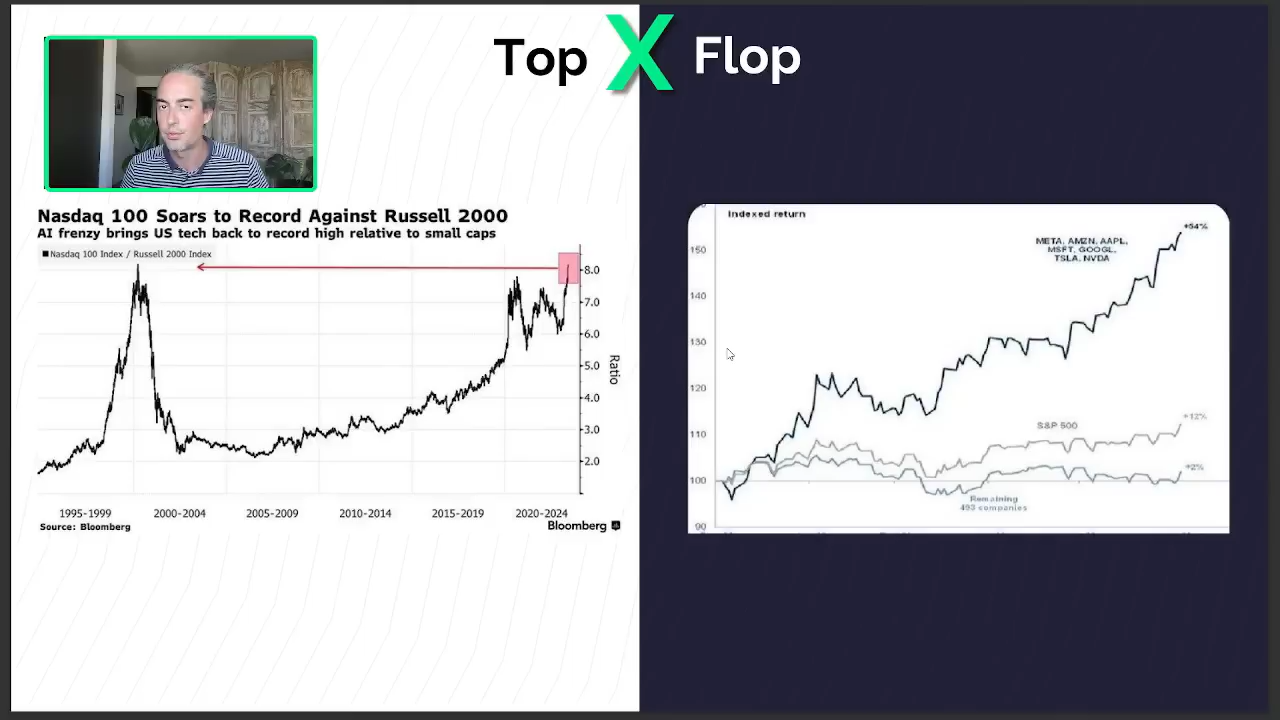 Top X Flop
Nasdaq 100 Soars to Record Against Russell 2000
AI frenzy brings US tech back to record high relative to small caps
Nasdaq 100 Index / Russell 2000 Index
8.0
7.0
6.0
5.0
4.0
3.0
2.0
Ratio
1995-1999 2000-2004 2005-2009 2010-2014 2015-2019 2020-2024
Source: Bloomberg
Bloomberg
Indexed return
150
140
130
120
110
100
90
META, AMZN, AAPL,
MSFT, GOOGL,
TSLA, NVDA
+54%
S&P 500
+12%
+2%
Remaining
493 companies